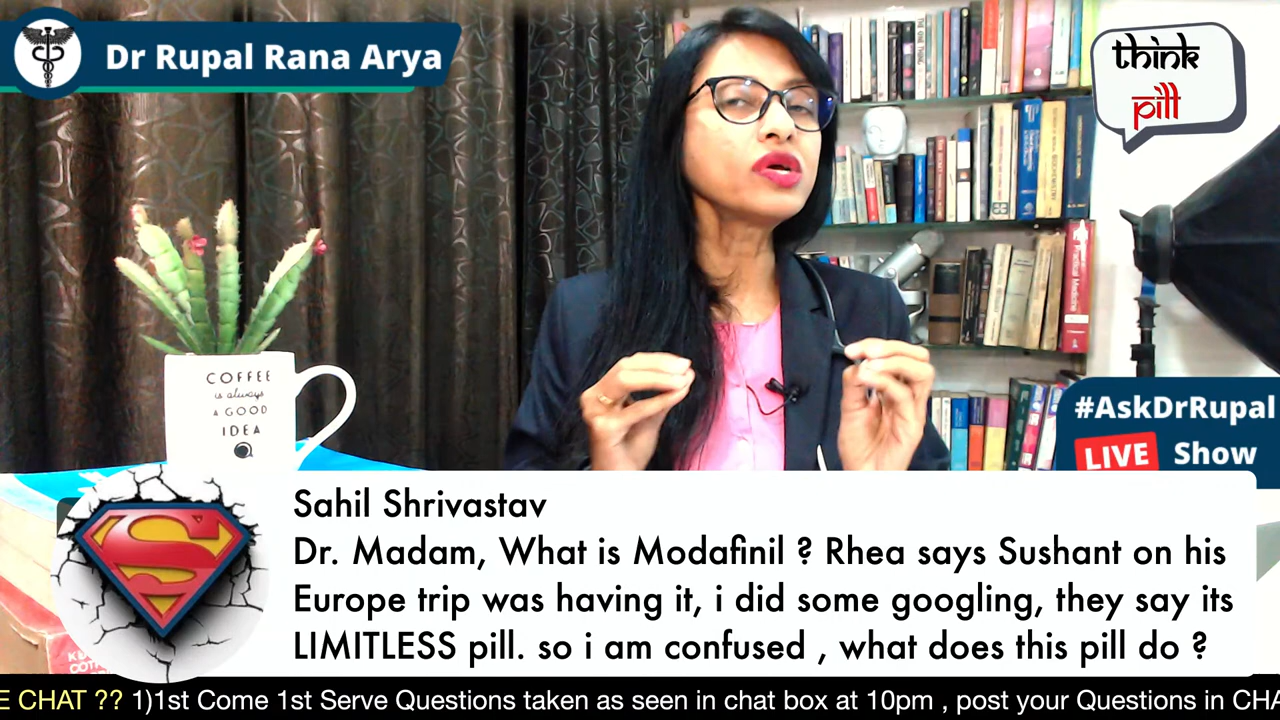 Dr Rupal Rana Arya
think
pill
COFFEE
is always
A GOOD
IDEA
#AskDrRupal
LIVE Show
Sahil Shrivastav
Dr. Madam, What is Modafinil ? Rhea says Sushant on his
Europe trip was having it, i did some googling, they say its
LIMITLESS pill. so i am confused , what does this pill do ?
E CHAT ?? 1)1st Come 1st Serve Questions taken as seen in chat box at 10pm , post your Questions in CHA